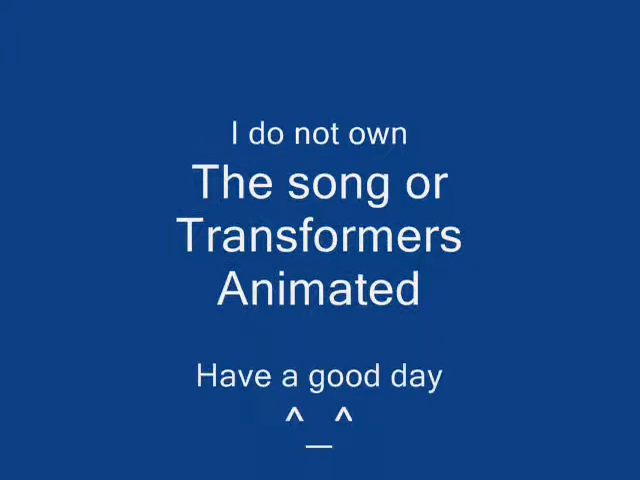 I do not own
The song or
Transformers
Animated
Have a good day
^_^